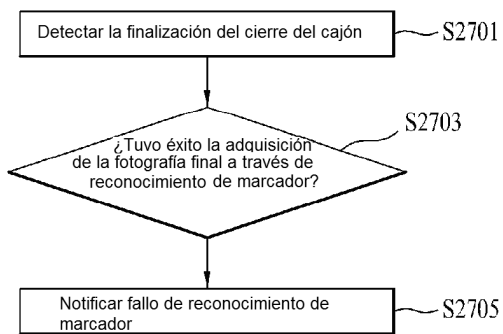 Detectar la finalización del cierre del cajón
S2701
S2703
¿Tuvo éxito la adquisición
de la fotografía final a través de
reconocimiento de marcador?
Notificar fallo de reconocimiento de
marcador
S2705